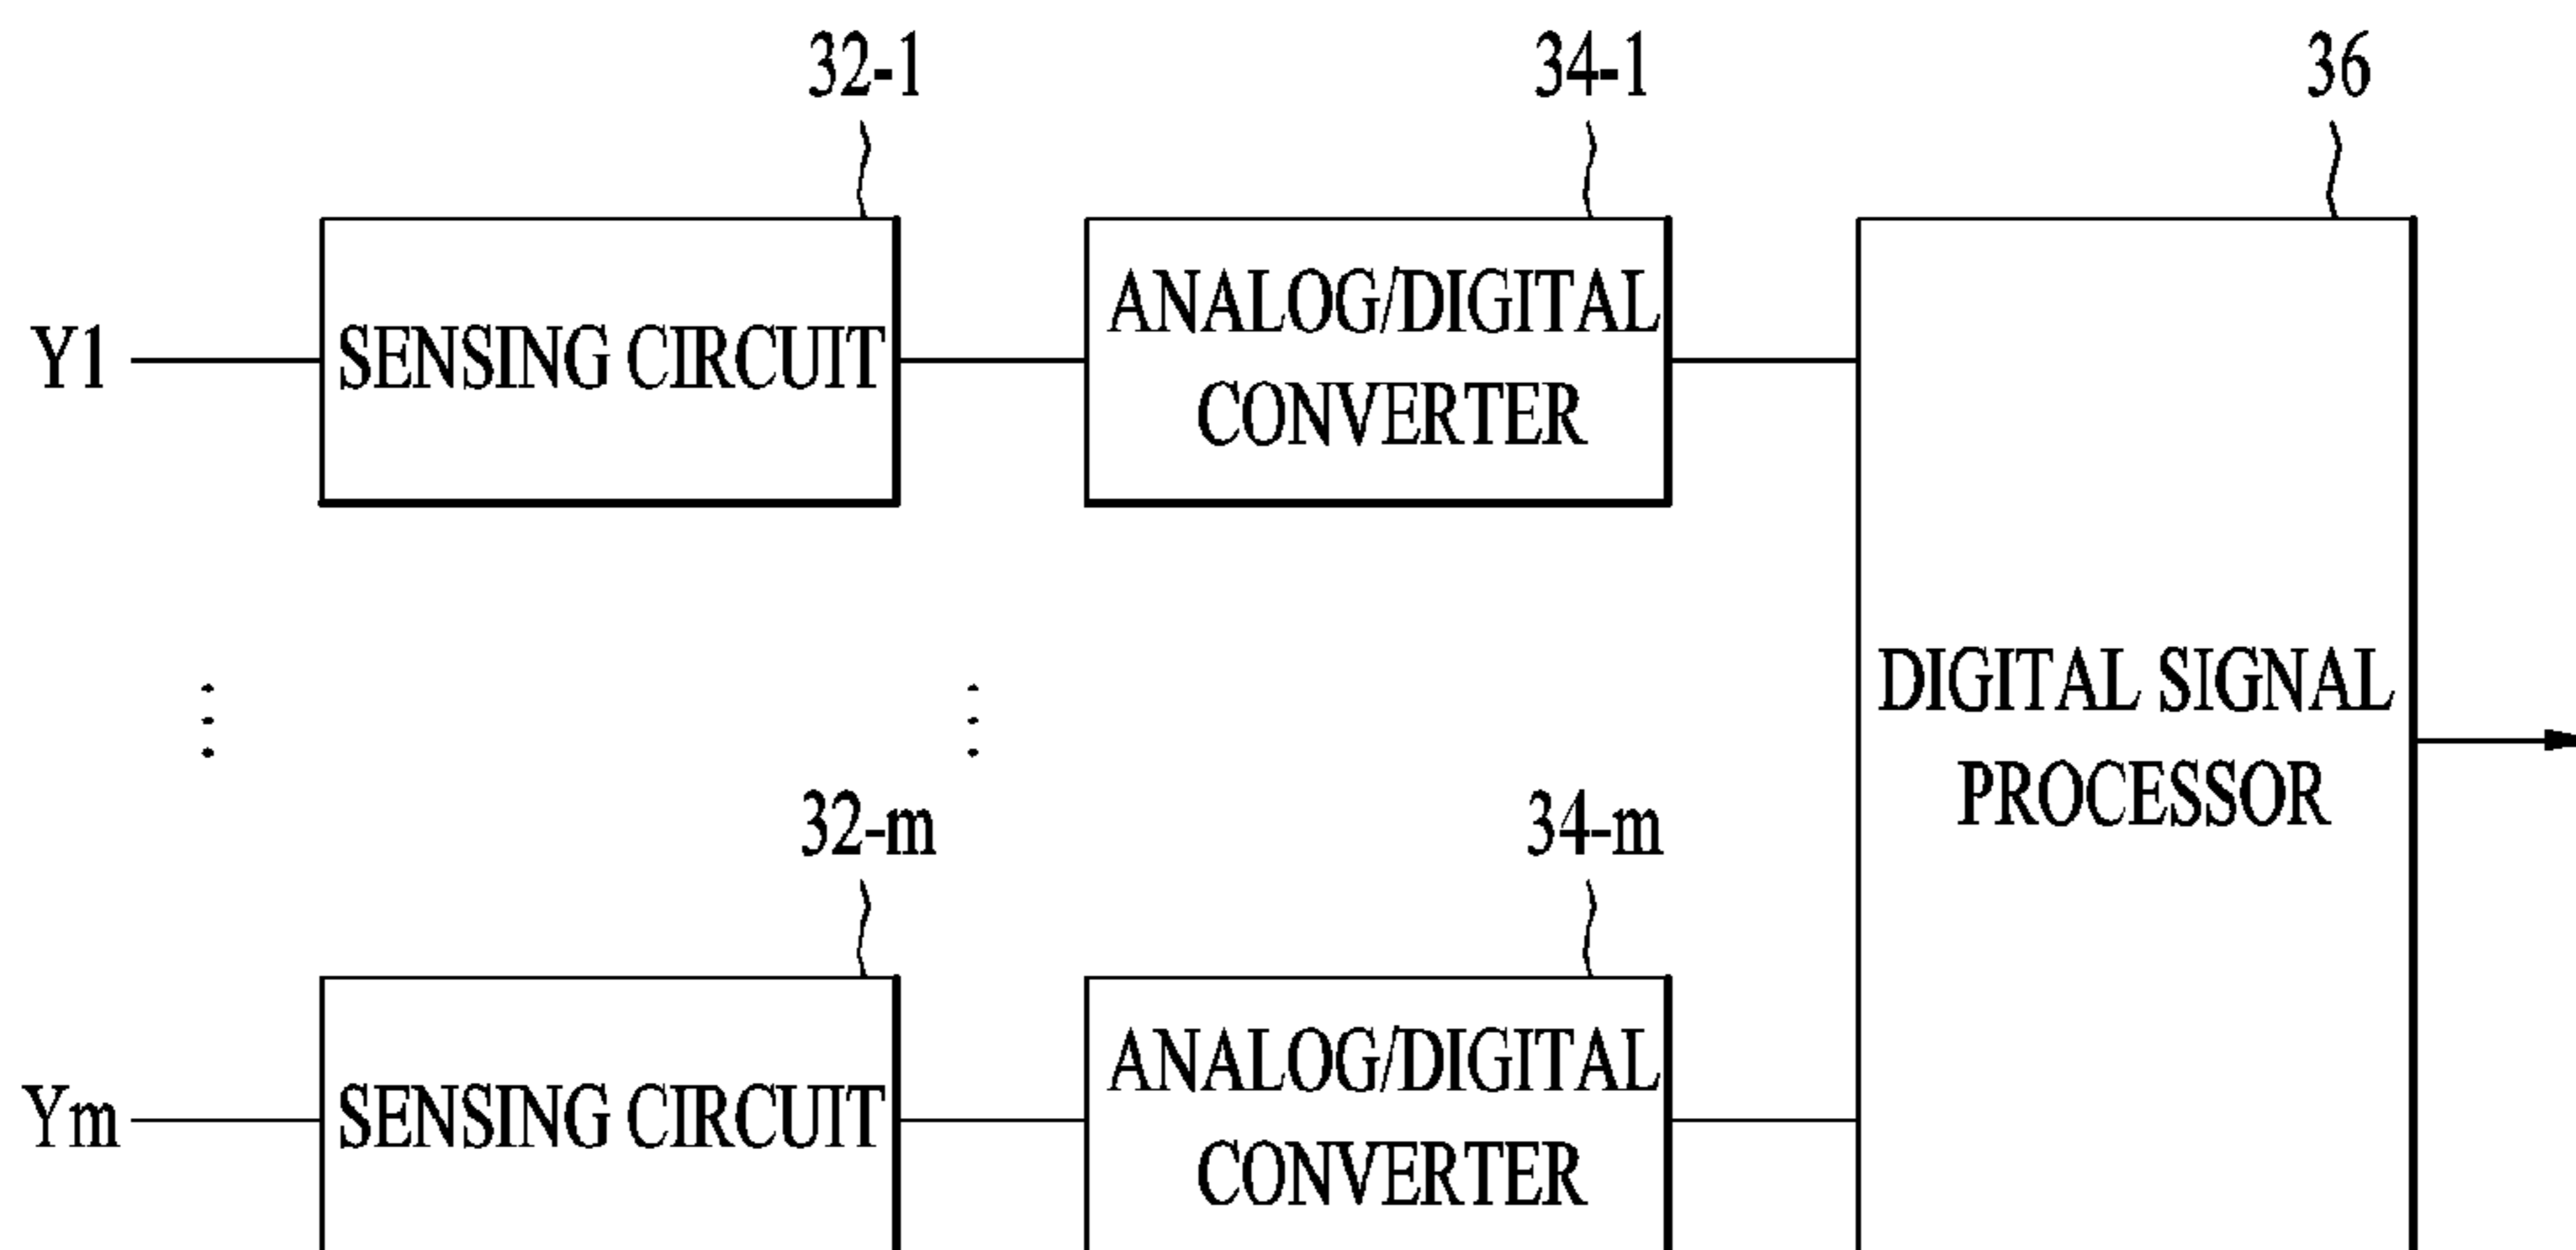 32-1
34-1
36
Y1
SENSING CIRCUIT
ANALOG/DIGITAL
CONVERTER
DIGITAL SIGNAL
PROCESSOR
32-m
34-m
Ym
SENSING CIRCUIT
ANALOG/DIGITAL
CONVERTER